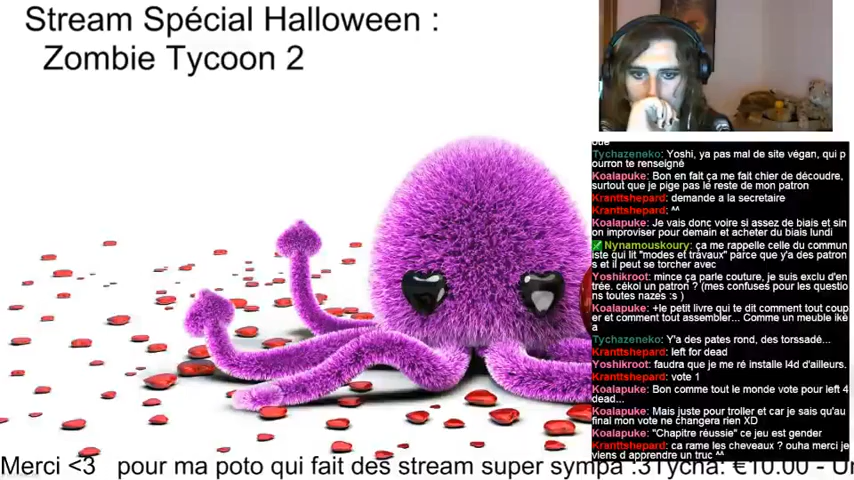 Stream Spécial Halloween :
Zombie Tycoon 2
oue
Tychazeneko: Yoshi, ya pas mal de site végan, qui p
ourron te renseigné
Koalapuke: Bon en fait ça me fait chier de découdre,
surtout que je pige pas le reste de mon patron
Kranttshepard: demande a la secretaire
Kranttshepard: ^^
Koalapuke: Je vais donc voire si assez de biais et sin
on improviser pour demain et acheter du biais lundi
Nynamouskoury: ça me rappelle celle du commun
iste qui lit "modes et travaux" parce que y'a des patron
s et il peut se torcher avec
Yoshikroot: mince ça parle couture, je suis exclu d'en
trée. cékoi un patron ? (mes confuses pour les questio
ns toutes nazes :s )
Koalapuke: +le petit livre qui te dit comment tout coup
er et comment tout assembler... Comme un meuble ike
a
Tychazeneko: Y'a des pates rond, des torssadé...
Kranttshepard: left for dead
Yoshikroot: faudra que je me ré installe l4d d'ailleurs.
Kranttshepard: vote 1
Koalapuke: Bon comme tout le monde vote pour left 4
dead...
Koalapuke: Mais juste pour troller et car je sais qu'au
final mon vote ne changera rien XD
Koalapuke: "Chapitre réussie" ce jeu est gender
Kranttshepard: ca rame les cheveaux ? ouha merci je
viens d apprendre un truc ^^
Merci <3 pour ma poto qui fait des stream super sympa :3Tycha: €10.00 - Un